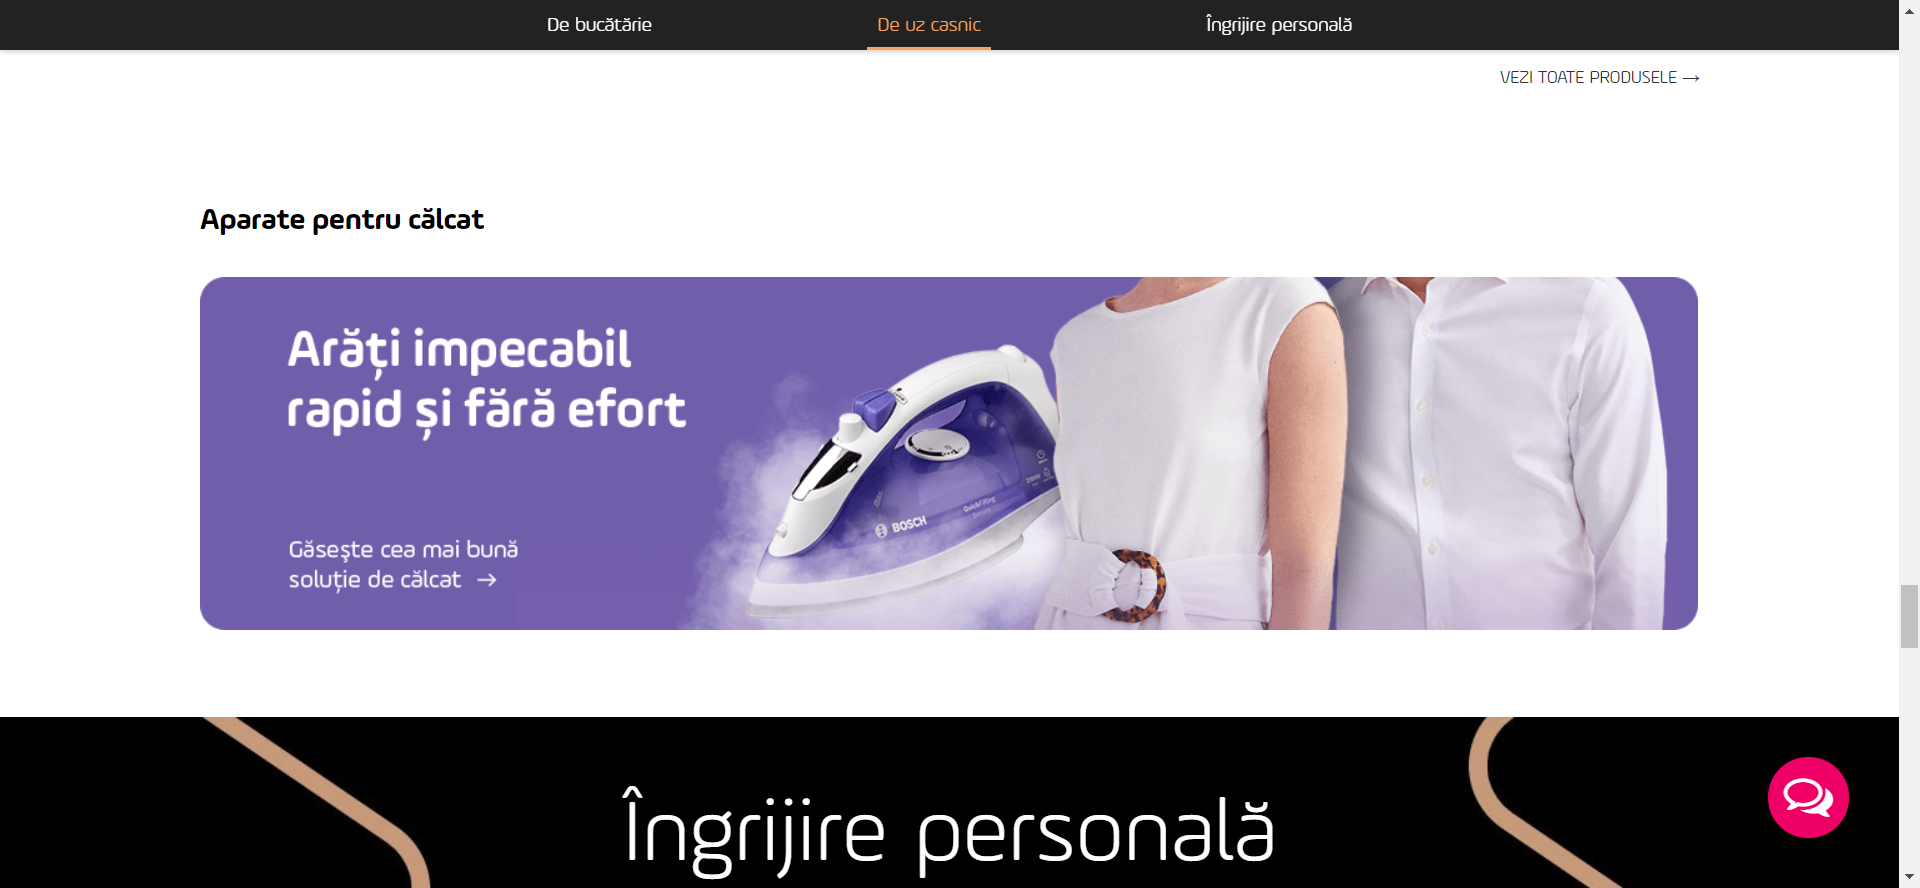 De bucătărie
De uz casnic
Îngrijire personală
VEZI TOATE PRODUSELE →
Aparate pentru călcat
Arăți impecabil
rapid și fără efort
BOSCH
Găsește cea mai bună
soluție de călcat →
Îngrijire personală